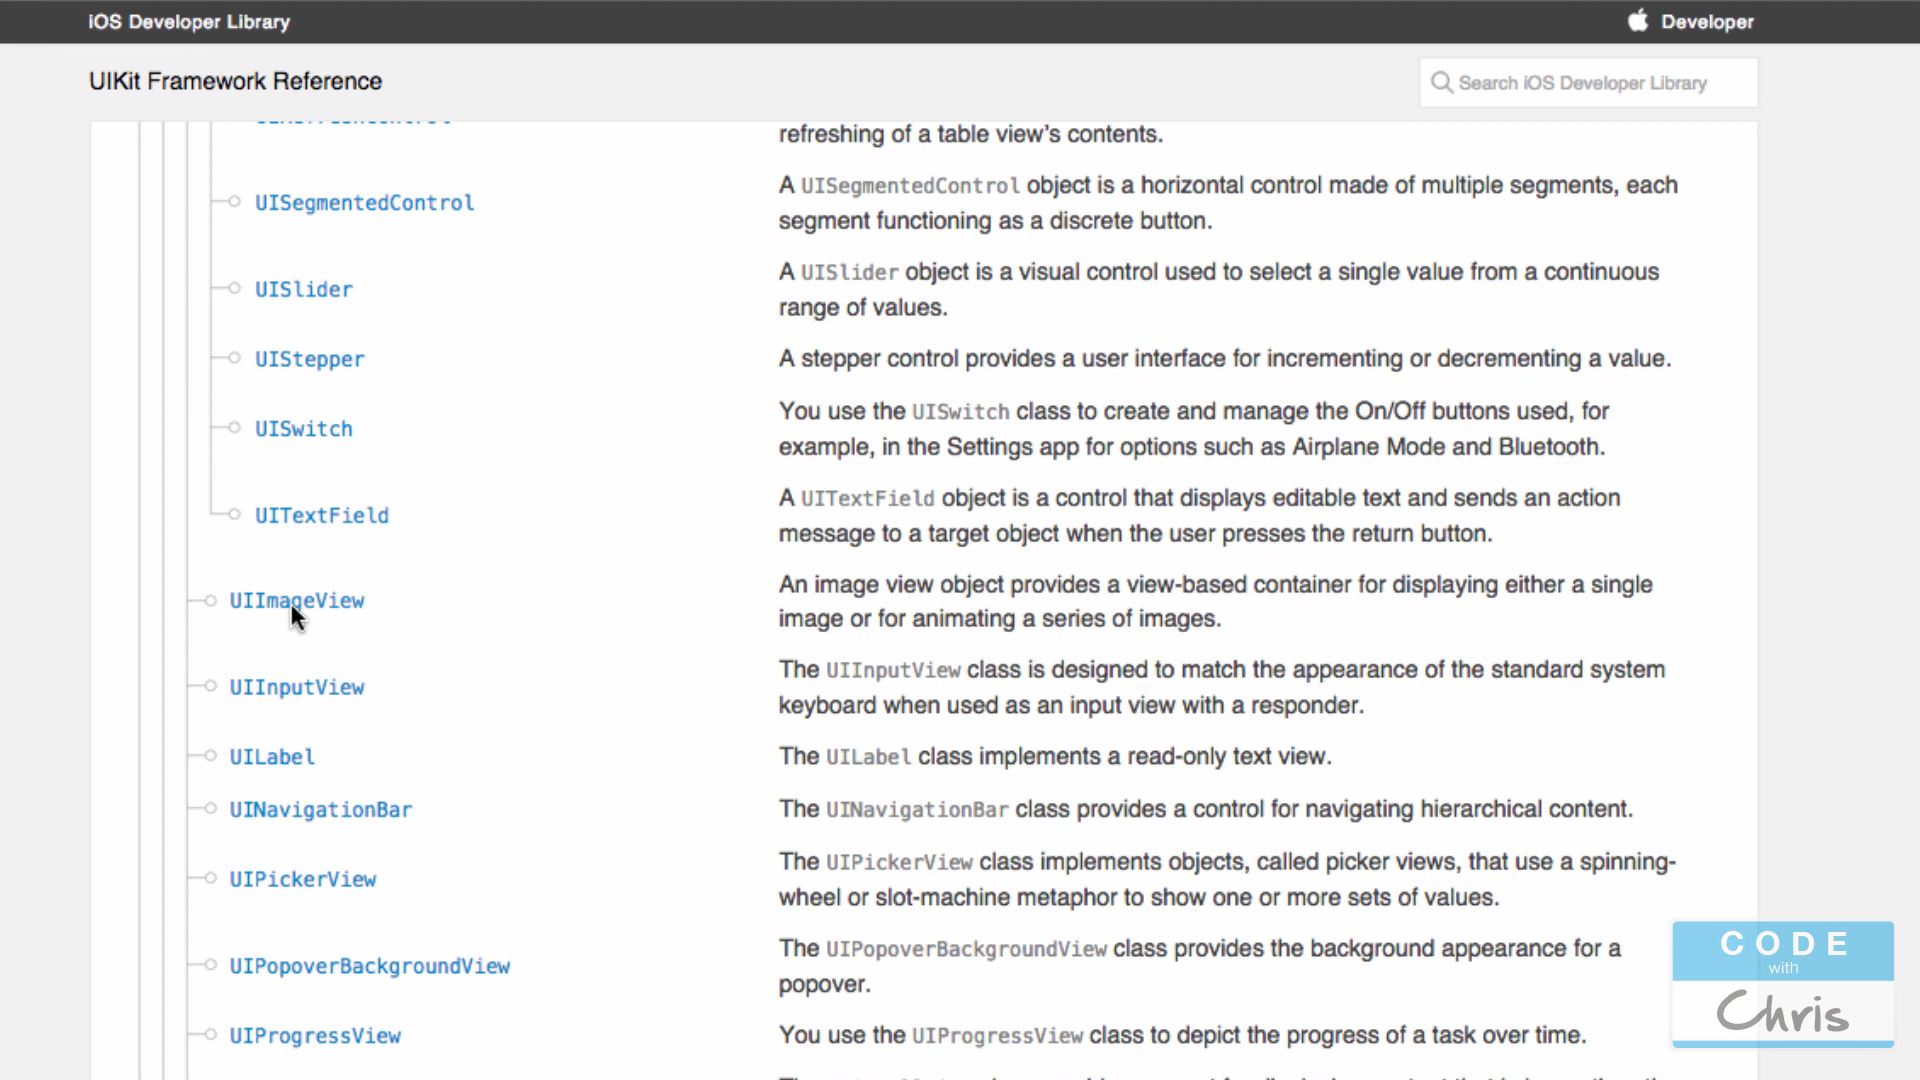 iOS Developer Library
Developer
UIKit Framework Reference
Search iOS Developer Library
refreshing of a table view’s contents.
UISegmentedControl
A UISegmentedControl object is a horizontal control made of multiple segments, each
segment functioning as a discrete button.
UISlider
A UISlider object is a visual control used to select a single value from a continuous
range of values.
UIStepper
A stepper control provides a user interface for incrementing or decrementing a value.
UISwitch
You use the UISwitch class to create and manage the On/Off buttons used, for
example, in the Settings app for options such as Airplane Mode and Bluetooth.
UITextField
A UITextField object is a control that displays editable text and sends an action
message to a target object when the user presses the return button.
UIImageView
An image view object provides a view-based container for displaying either a single
image or for animating a series of images.
UIInputView
The UIInputView class is designed to match the appearance of the standard system
keyboard when used as an input view with a responder.
UILabel
The UILabel class implements a read-only text view.
UINavigationBar
The UINavigationBar class provides a control for navigating hierarchical content.
UIPickerView
The UIPickerView class implements objects, called picker views, that use a spinning-
wheel or slot-machine metaphor to show one or more sets of values.
UIPopoverBackgroundView
The UIPopoverBackgroundView class provides the background appearance for a
popover.
UIProgressView
You use the UIProgressView class to depict the progress of a task over time.
CODE
with
Chris